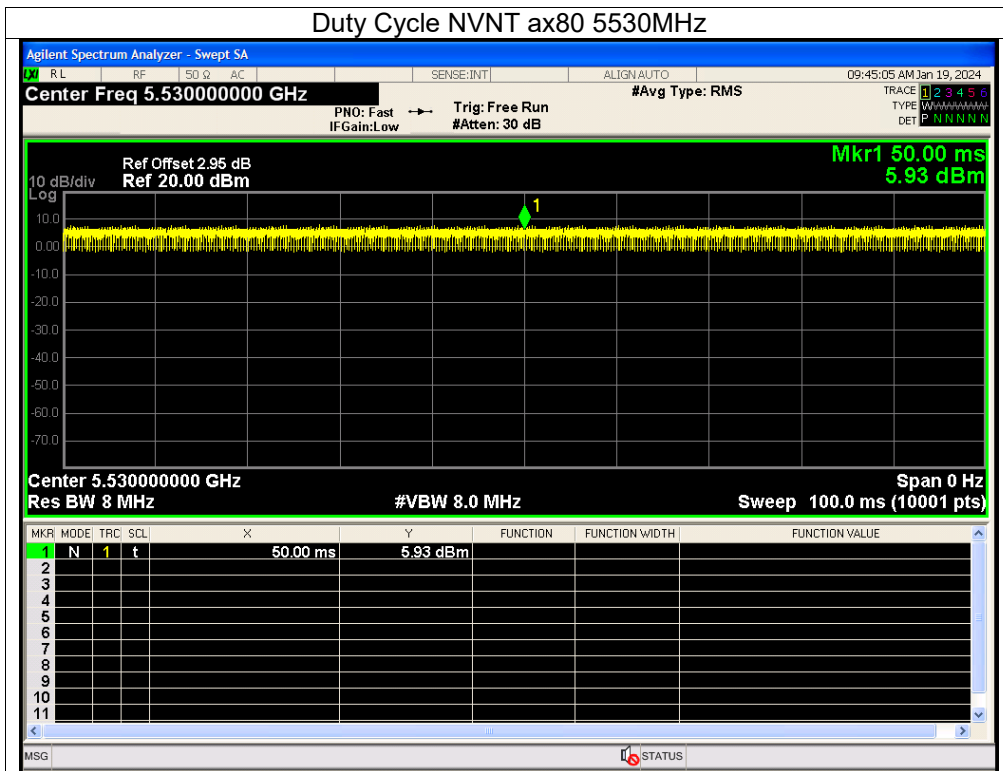 Duty Cycle NVNT ax80 5530MHz
Agilent Spectrum Analyzer - Swept SA
LXI RL RF 50 Ω AC SENSE:INT ALIGN AUTO 09:45:05 AM Jan 19, 2024
Center Freq 5.530000000 GHz #Avg Type: RMS TRACE 1 2 3 4 5 6
PNO: Fast Trig: Free Run TYPE WWWWWW
IFGain:Low #Atten: 30 dB DET P N N N N N
Mkr1 50.00 ms
Ref Offset 2.95 dB
10 dB/div Ref 20.00 dBm 5.93 dBm
Log
1
10.0
0.00
-10.0
-20.0
-30.0
-40.0
-50.0
-60.0
-70.0
Center 5.530000000 GHz Span 0 Hz
Res BW 8 MHz #VBW 8.0 MHz Sweep 100.0 ms (10001 pts)
MKR MODE TRC SCL X Y FUNCTION FUNCTION WIDTH FUNCTION VALUE
1 N 1 t 50.00 ms 5.93 dBm
2
3
4
5
6
7
8
9
10
11
MSG STATUS